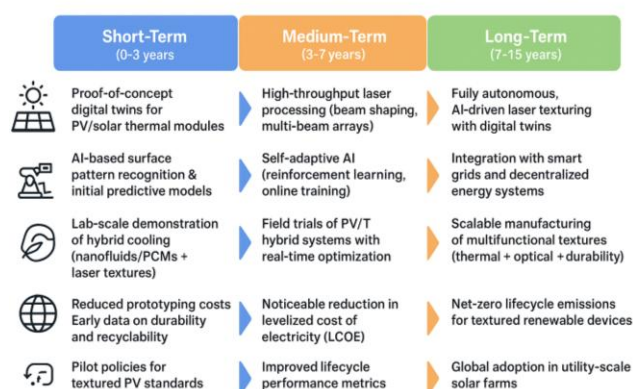 Short-Term
(0-3 years
Medium-Term
(3-7 years)
Long-Term
(7-15 years)
Proof-of-concept
digital twins for
PV/solar thermal modules
High-throughput laser
processing (beam shaping,
multi-beam arrays)
Fully autonomous,
AI-driven laser texturing
with digital twins
AI-based surface
pattern recognition &
initial predictive models
Self-adaptive AI
(reinforcement learning,
online training)
Integration with smart
grids and decentralized
energy systems
Lab-scale demonstration
of hybrid cooling
(nanofluids/PCMs +
laser textures)
Field trials of PV/T
hybrid systems with
real-time optimization
Scalable manufacturing
of multifunctional textures
(thermal + optical + durability)
Reduced prototyping costs
Early data on durability
and recyclability
Noticeable reduction in
levelized cost of
electricity (LCOE)
Net-zero lifecycle emissions
for textured renewable devices
Pilot policies for
textured PV standards
Improved lifecycle
performance metrics
Global adoption in utility-scale
solar farms